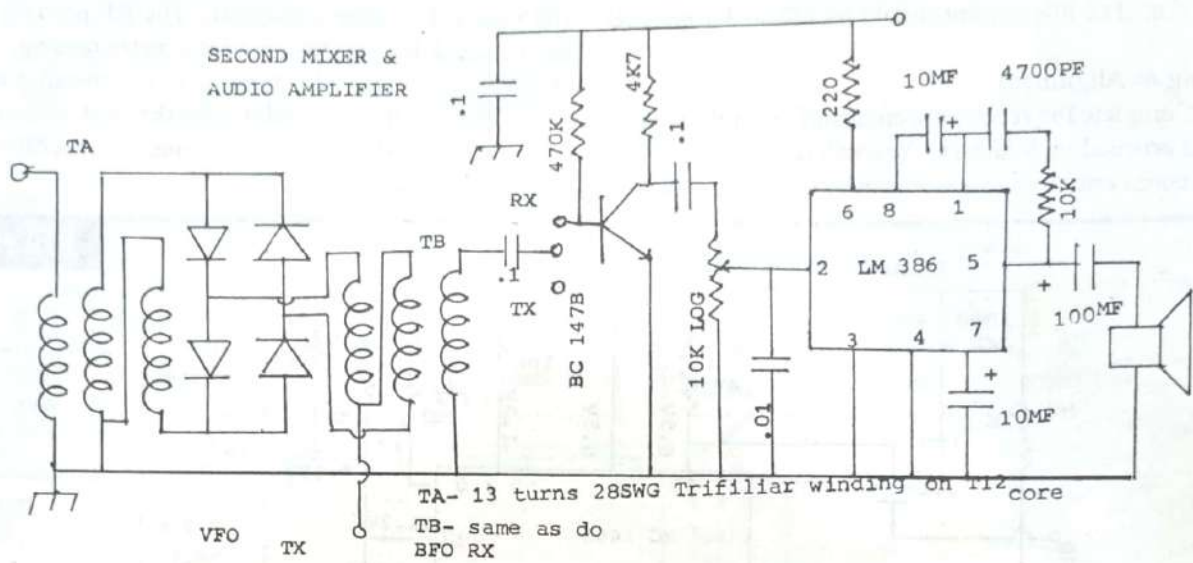 SECOND MIXER &
AUDIO AMPLIFIER
TA
.1
470K
4K7
.1
220
10MF
4700PF
10K
RX
TB
.1
TX
BC 147B
10K LOG
6
8
1
2
LM 386
5
3
4
7
.01
10MF
100MF
TA- 13 turns 28SWG Trifiliar winding on T12 core
TB- same as do
VFO TX
BFO RX